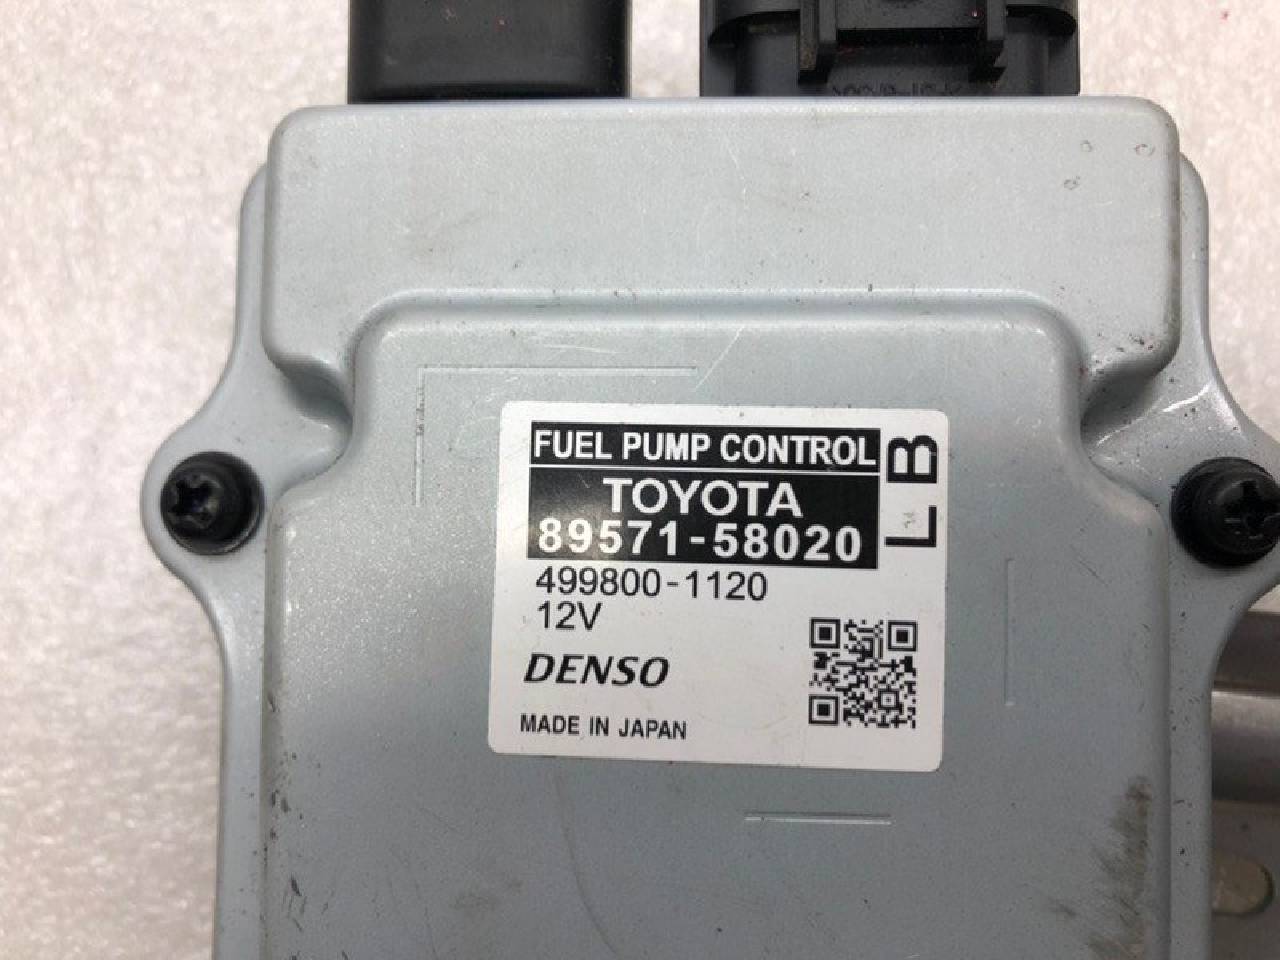 FUEL PUMP CONTROL
TOYOTA
89571-58020
LB
499800-1120
12V
DENSO
MADE IN JAPAN